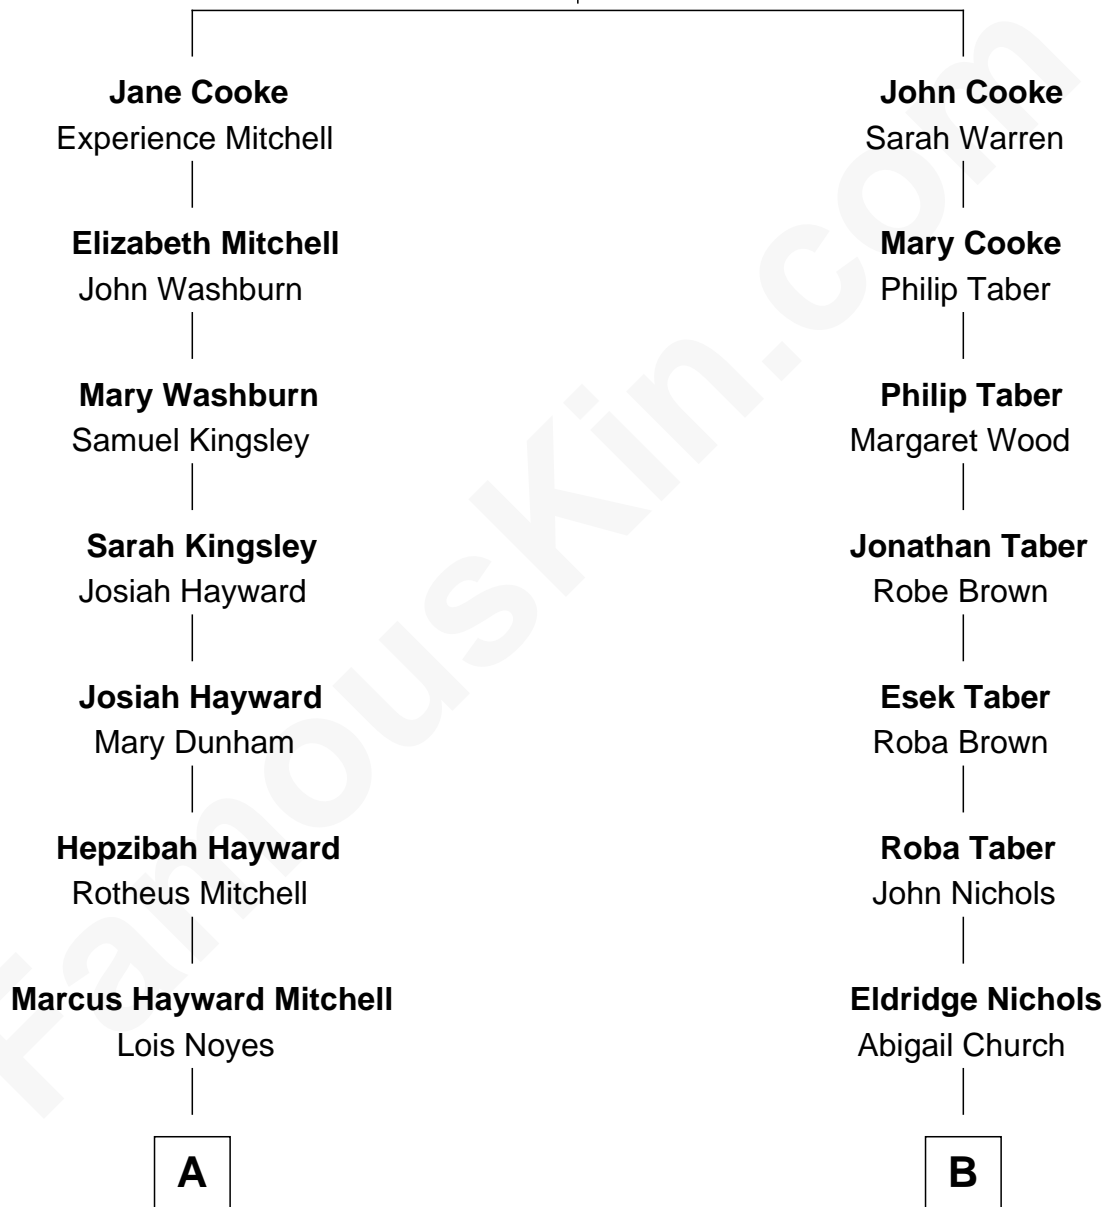 Jane Cooke
Experience Mitchell
Elizabeth Mitchell
John Washburn
Mary Washburn
Samuel Kingsley
Sarah Kingsley
Josiah Hayward
Josiah Hayward
Mary Dunham
Hepzibah Hayward
Rotheus Mitchell
Marcus Hayward Mitchell
Lois Noyes
A
John Cooke
Sarah Warren
Mary Cooke
Philip Taber
Philip Taber
Margaret Wood
Jonathan Taber
Robe Brown
Esek Taber
Roba Brown
Roba Taber
John Nichols
Eldridge Nichols
Abigail Church
B
FamousKin.com